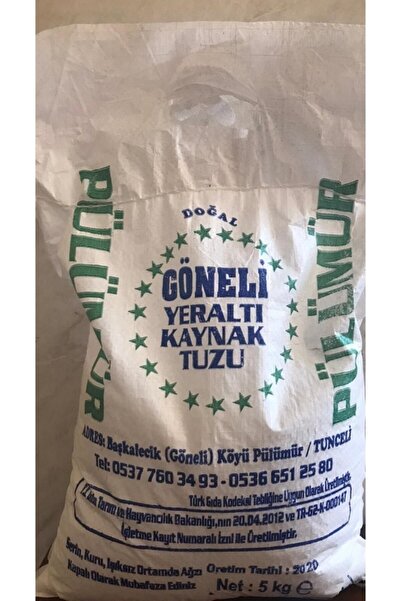 PÜLÜMÜR
DOĞAL
GÖNELİ
YERALTI
KAYNAK
TUZU
PÜLÜMÜR
ADRES: Başkalecik (Göneli) Köyü Pülümür / TUNCELİ
Tel: 0537 760 34 93 - 0536 651 25 80
Türk Gıda Kodeksi Tebliğine Uygun Olarak Üretilmiştir.
Tarım ve Hayvancılık Bakanlığı,nın 20.04.2012 ve TR-62-K-000147
İşletme Kayıt Numaralı İzni İle Üretilmiştir.
Serin, Kuru, Işıksız Ortamda Ağzı Üretim Tarihi : 2020
Kapalı Olarak Muhafaza Ediniz Net : 5 kg